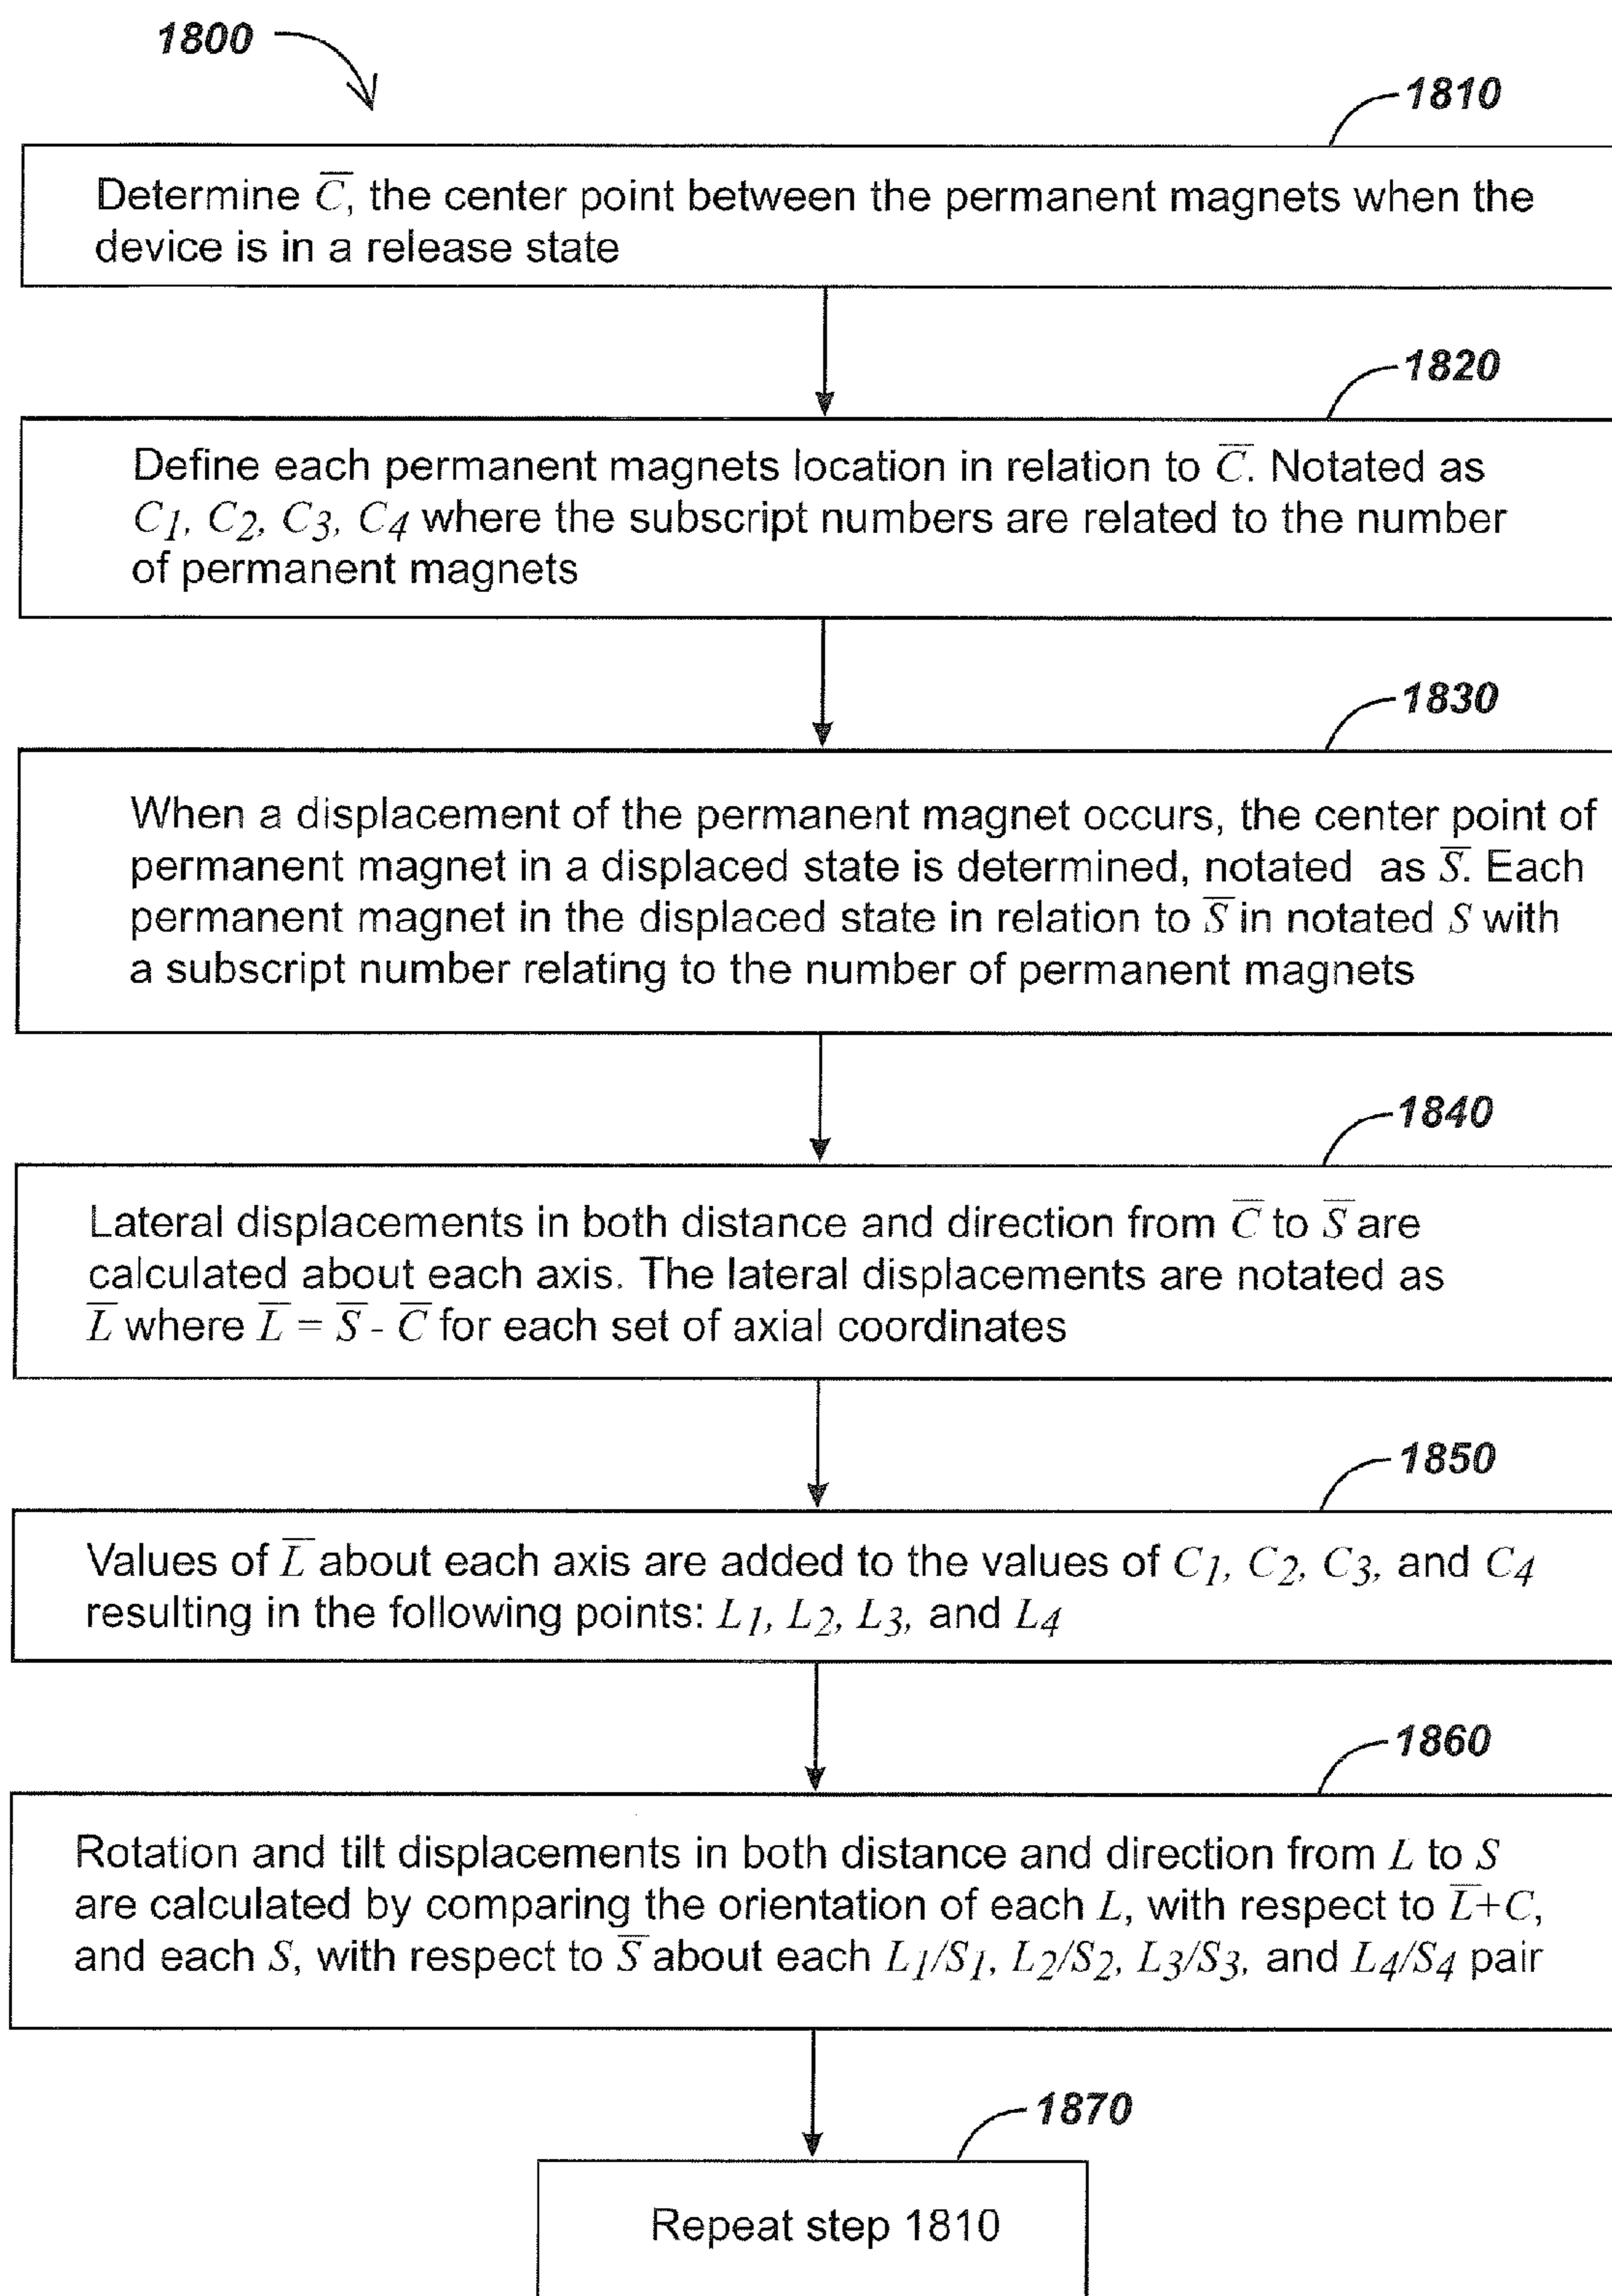 1800
1810
Determine C̅, the center point between the permanent magnets when the
device is in a release state
1820
Define each permanent magnets location in relation to C̅. Notated as
C₁, C₂, C₃, C₄ where the subscript numbers are related to the number
of permanent magnets
1830
When a displacement of the permanent magnet occurs, the center point of
permanent magnet in a displaced state is determined, notated as S̅. Each
permanent magnet in the displaced state in relation to S̅ in notated S with
a subscript number relating to the number of permanent magnets
1840
Lateral displacements in both distance and direction from C̅ to S̅ are
calculated about each axis. The lateral displacements are notated as
L̅ where L̅ = S̅ - C̅ for each set of axial coordinates
1850
Values of L̅ about each axis are added to the values of C₁, C₂, C₃, and C₄
resulting in the following points: L₁, L₂, L₃, and L₄
1860
Rotation and tilt displacements in both distance and direction from L to S
are calculated by comparing the orientation of each L, with respect to L̅+C,
and each S, with respect to S̅ about each L₁/S₁, L₂/S₂, L₃/S₃, and L₄/S₄ pair
1870
Repeat step 1810